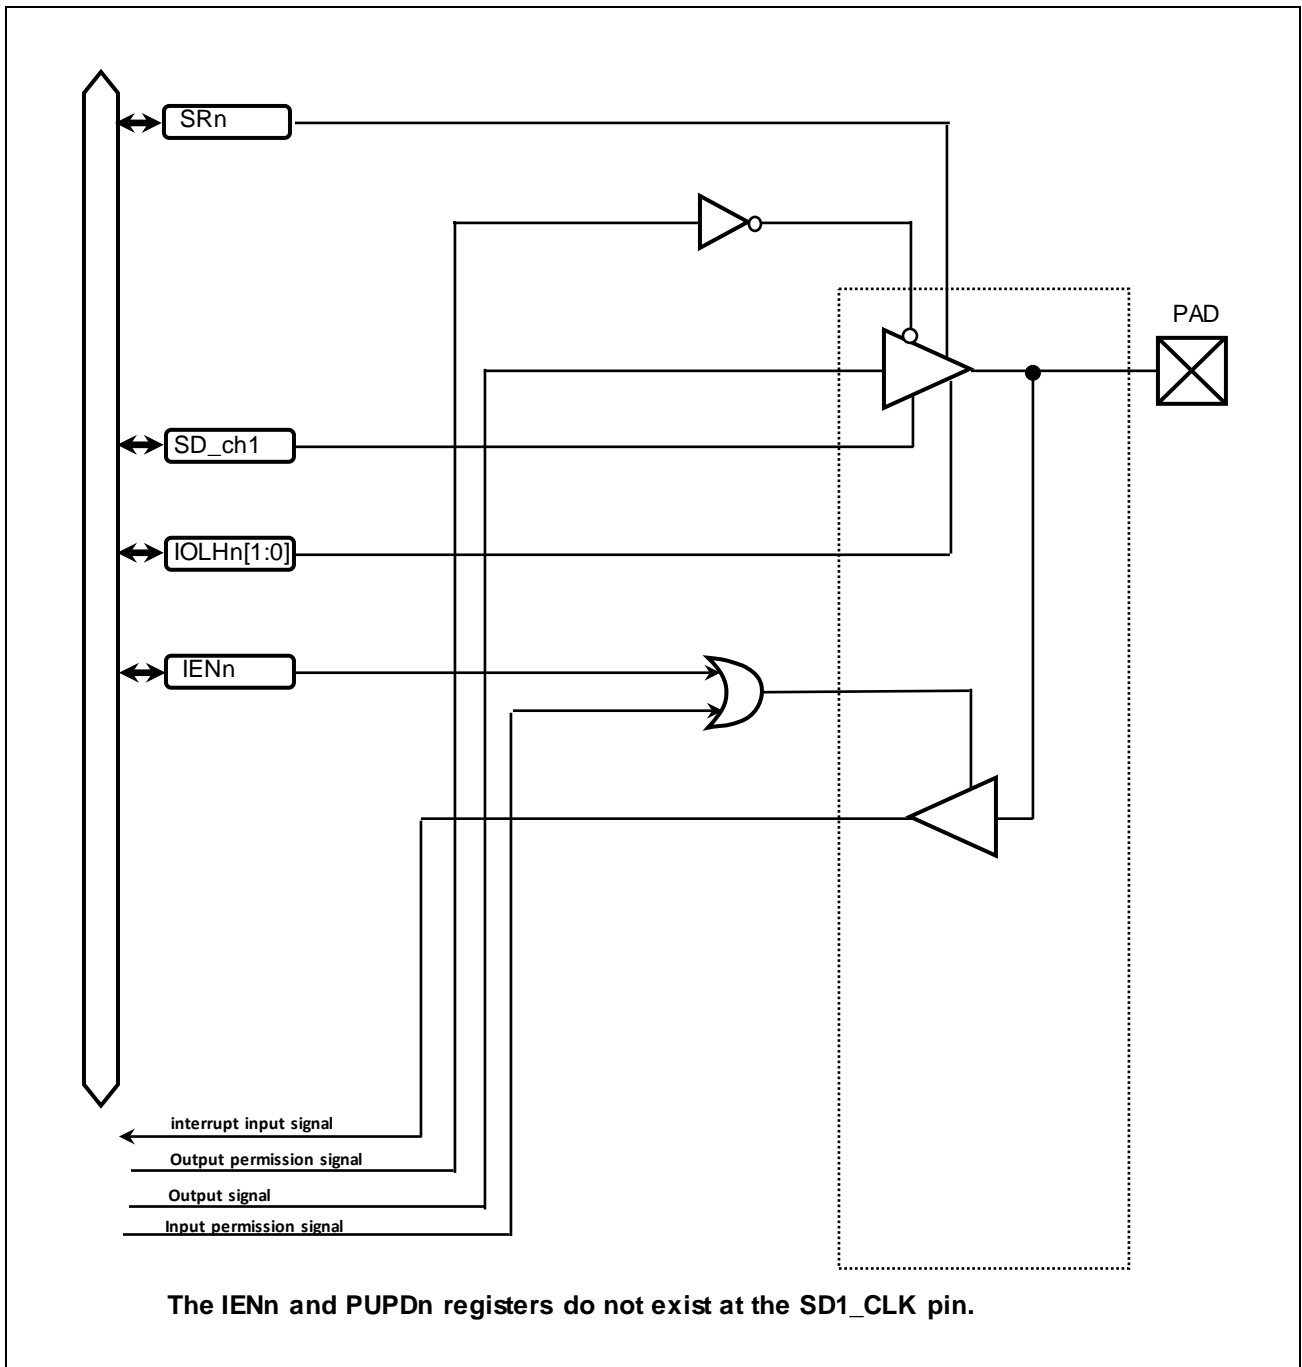 SRn
PAD
SD_ch1
IOLHn[1:0]
IENn
interrupt input signal
Output permission signal
Output signal
Input permission signal
The IENn and PUPDn registers do not exist at the SD1_CLK pin.